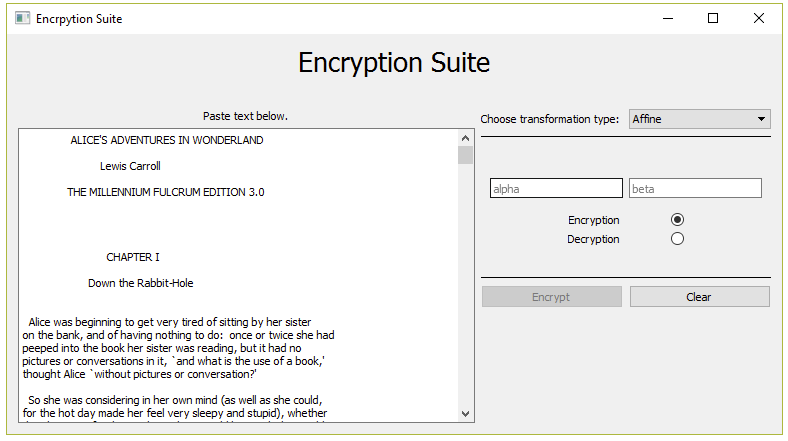 Encrpytion Suite
Encryption Suite
Paste text below.
Choose transformation type: Affine
ALICE'S ADVENTURES IN WONDERLAND
Lewis Carroll
THE MILLENNIUM FULCRUM EDITION 3.0
CHAPTER I
Down the Rabbit-Hole
Alice was beginning to get very tired of sitting by her sister
on the bank, and of having nothing to do:  once or twice she had
peeped into the book her sister was reading, but it had no
pictures or conversations in it, `and what is the use of a book,'
thought Alice `without pictures or conversation?'
So she was considering in her own mind (as well as she could,
for the hot day made her feel very sleepy and stupid), whether
alpha beta
Encryption
Decryption
Encrypt Clear